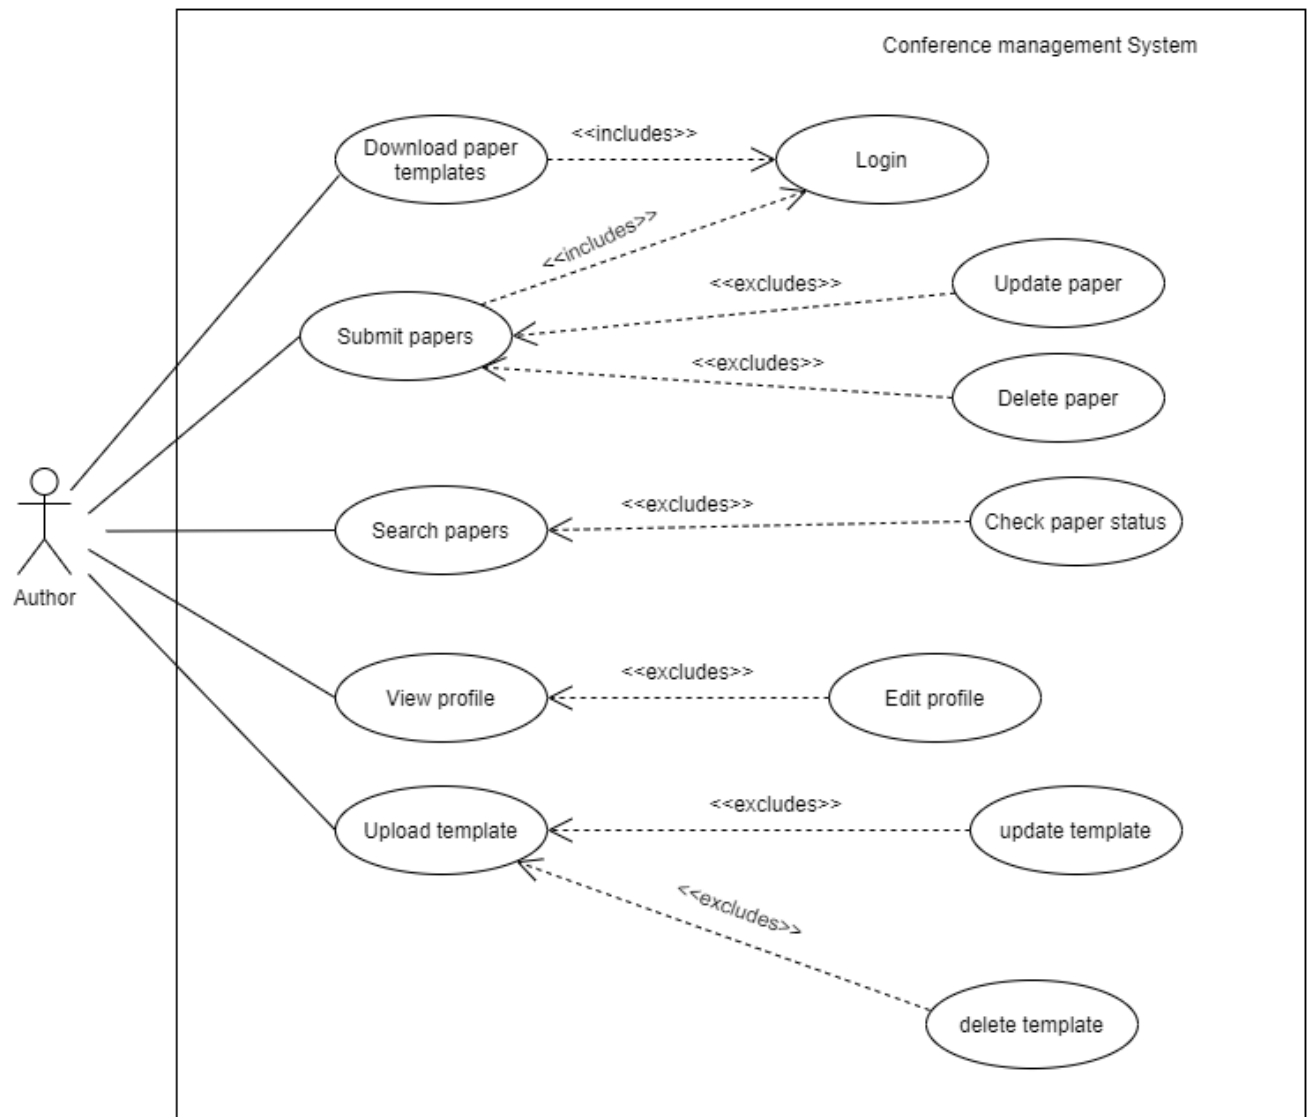 Conference management System
Download paper
templates
<<includes>>
Login
<<includes>>
<<excludes>>
Update paper
Submit papers
<<excludes>>
Delete paper
<<excludes>>
Check paper status
Search papers
Author
<<excludes>>
View profile
Edit profile
<<excludes>>
Upload template
update template
<<excludes>>
delete template